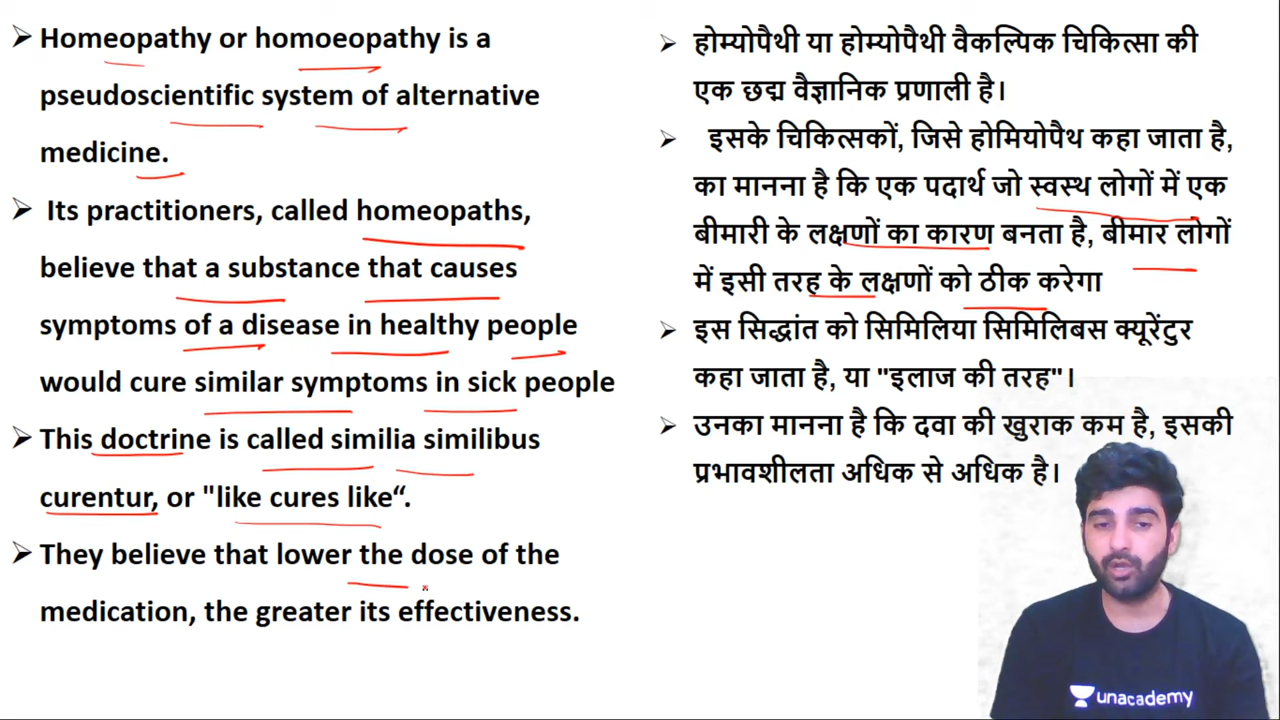 Homeopathy or homoeopathy is a
pseudoscientific system of alternative
medicine.
Its practitioners, called homeopaths,
believe that a substance that causes
symptoms of a disease in healthy people
would cure similar symptoms in sick people
This doctrine is called similia similibus
curentur, or "like cures like“.
They believe that lower the dose of the
medication, the greater its effectiveness.
होम्योपैथी या होम्योपैथी वैकल्पिक चिकित्सा की
एक छद्म वैज्ञानिक प्रणाली है।
इसके चिकित्सकों, जिसे होमियोपैथ कहा जाता है,
का मानना है कि एक पदार्थ जो स्वस्थ लोगों में एक
बीमारी के लक्षणों का कारण बनता है, बीमार लोगों
में इसी तरह के लक्षणों को ठीक करेगा
इस सिद्धांत को सिमिलिया सिमिलिबस क्यूरेंटुर
कहा जाता है, या "इलाज की तरह"।
उनका मानना है कि दवा की खुराक कम है, इसकी
प्रभावशीलता अधिक से अधिक है।
unacademy